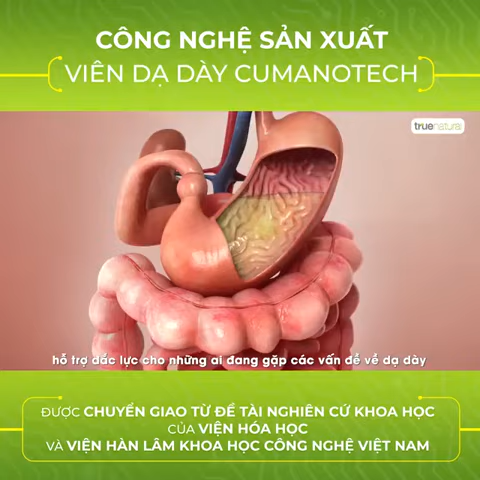 CÔNG NGHỆ SẢN XUẤT
VIÊN DẠ DÀY CUMANOTECH
truenatural
hỗ trợ đắc lực cho những ai đang gặp các vấn đề về dạ dày
ĐƯỢC CHUYỂN GIAO TỪ ĐỀ TÀI NGHIÊN CỨ KHOA HỌC
CỦA VIỆN HÓA HỌC
VÀ VIỆN HÀN LÂM KHOA HỌC CÔNG NGHỆ VIỆT NAM